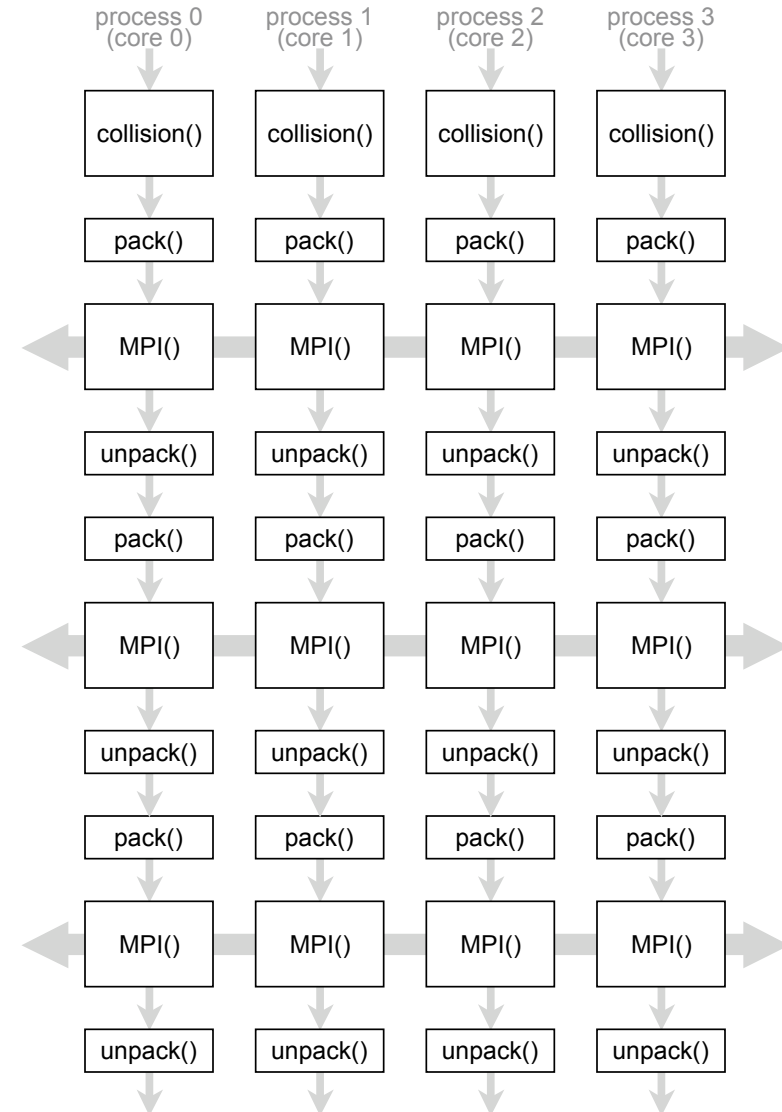 process 0 process 1 process 2 process 3
(core 0) (core 1) (core 2) (core 3)
collision() collision() collision() collision()
pack() pack() pack() pack()
MPI() MPI() MPI() MPI()
unpack() unpack() unpack() unpack()
pack() pack() pack() pack()
MPI() MPI() MPI() MPI()
unpack() unpack() unpack() unpack()
pack() pack() pack() pack()
MPI() MPI() MPI() MPI()
unpack() unpack() unpack() unpack()